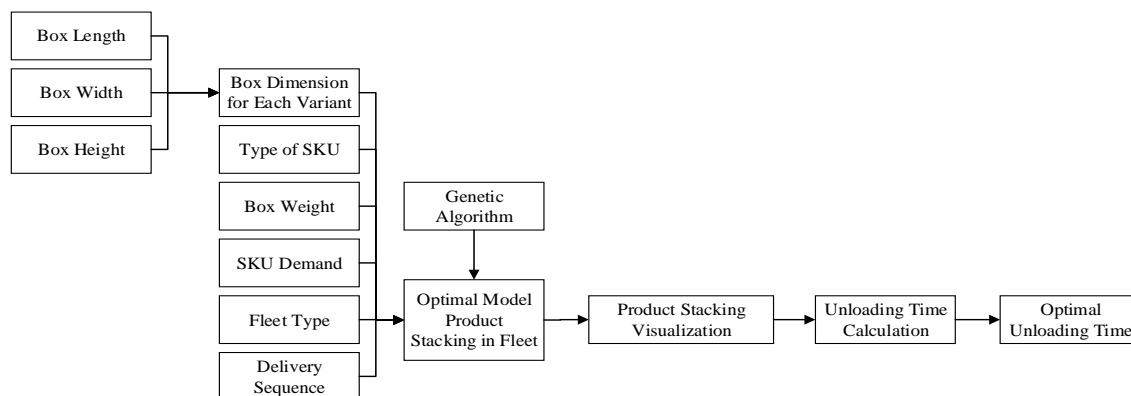 Box Length
Box Width
Box Height
Box Dimension
for Each Variant
Type of SKU
Box Weight
SKU Demand
Fleet Type
Delivery
Sequence
Genetic
Algorithm
Optimal Model
Product
Stacking in Fleet
Product Stacking
Visualization
Unloading Time
Calculation
Optimal
Unloading Time